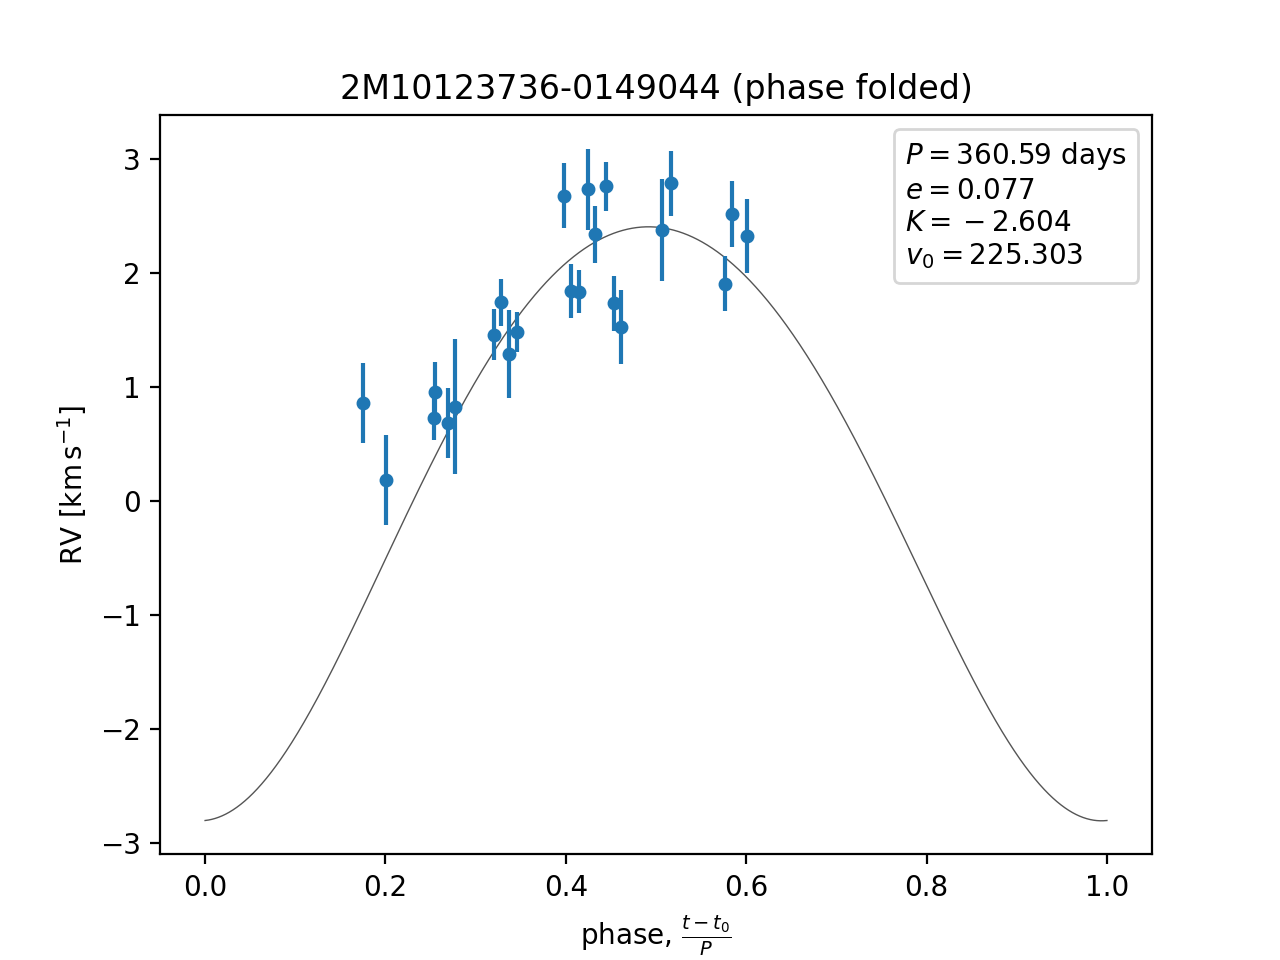 2M10123736-0149044 (phase folded)
P = 360.59 days
e = 0.077
K = −2.604
v₀ = 225.303
3
2
1
0
−1
−2
−3
RV [km s⁻¹]
0.0 0.2 0.4 0.6 0.8 1.0
phase, (t − t₀)/P